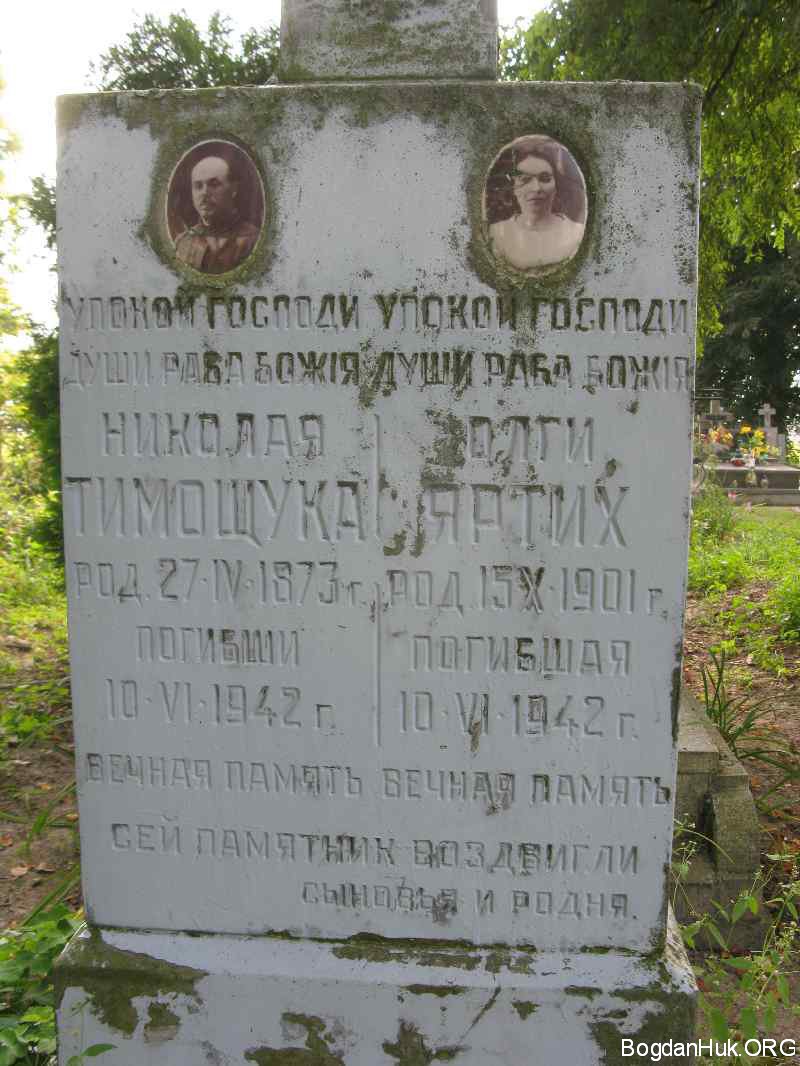 УПОКОЙ ГОСПОДИ УПОКОЙ ГОСПОДИ
ДУШИ РАБА БОЖІЯ ДУШИ РАБА БОЖІЯ
НИКОЛАЯ ОЛГИ
ТИМОЩУКА ЯРТИХ
РОД. 27·IV·1873 г. РОД. 15 X·1901 г.
ПОГИБШИ ПОГИБШАЯ
10·VI·1942 г. 10·VI·1942 г.
ВЕЧНАЯ ПАМЯТЬ ВЕЧНАЯ ПАМЯТЬ
СЕЙ ПАМЯТНИК ВОЗДВИГЛИ
СЫНОВЬЯ И РОДНЯ.
BogdanHuk.ORG